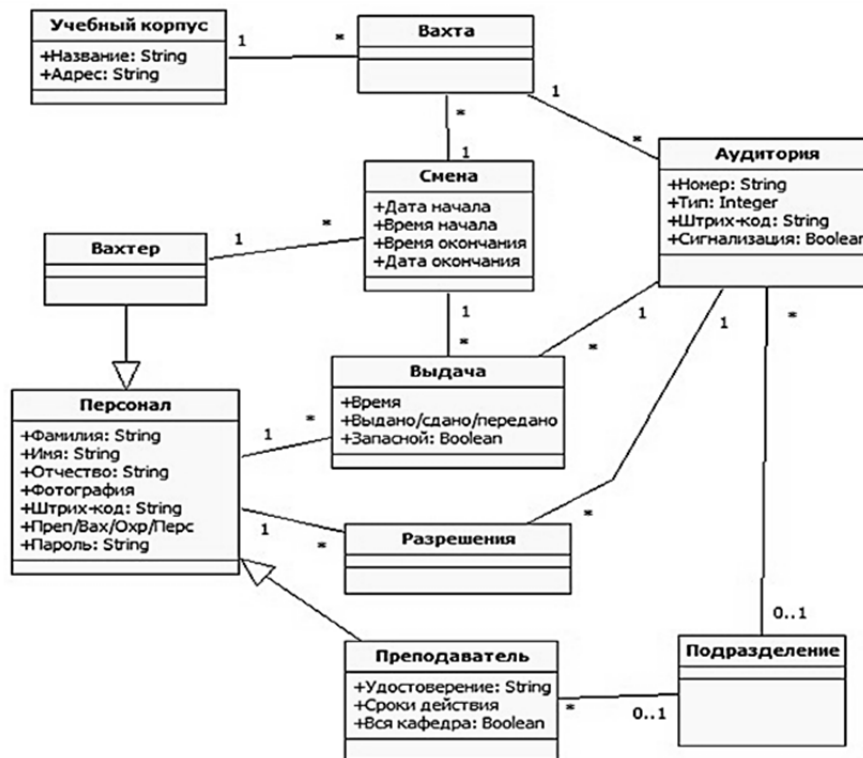 Учебный корпус
+Название: String
+Адрес: String
1
*
Вахта
*
1
1
*
Смена
+Дата начала
+Время начала
+Время окончания
+Дата окончания
Аудитория
+Номер: String
+Тип: Integer
+Штрих-код: String
+Сигнализация: Boolean
Вахтер
1
*
1
*
1
*
1
*
Выдача
+Время
+Выдано/сдано/передано
+Запасной: Boolean
Персонал
+Фамилия: String
+Имя: String
+Отчество: String
+Фотография
+Штрих-код: String
+Преп/Вах/Охр/Перс
+Пароль: String
1
*
1
*
*
Разрешения
0..1
Преподаватель
+Удостоверение: String
+Сроки действия
+Вся кафедра: Boolean
*
0..1
Подразделение